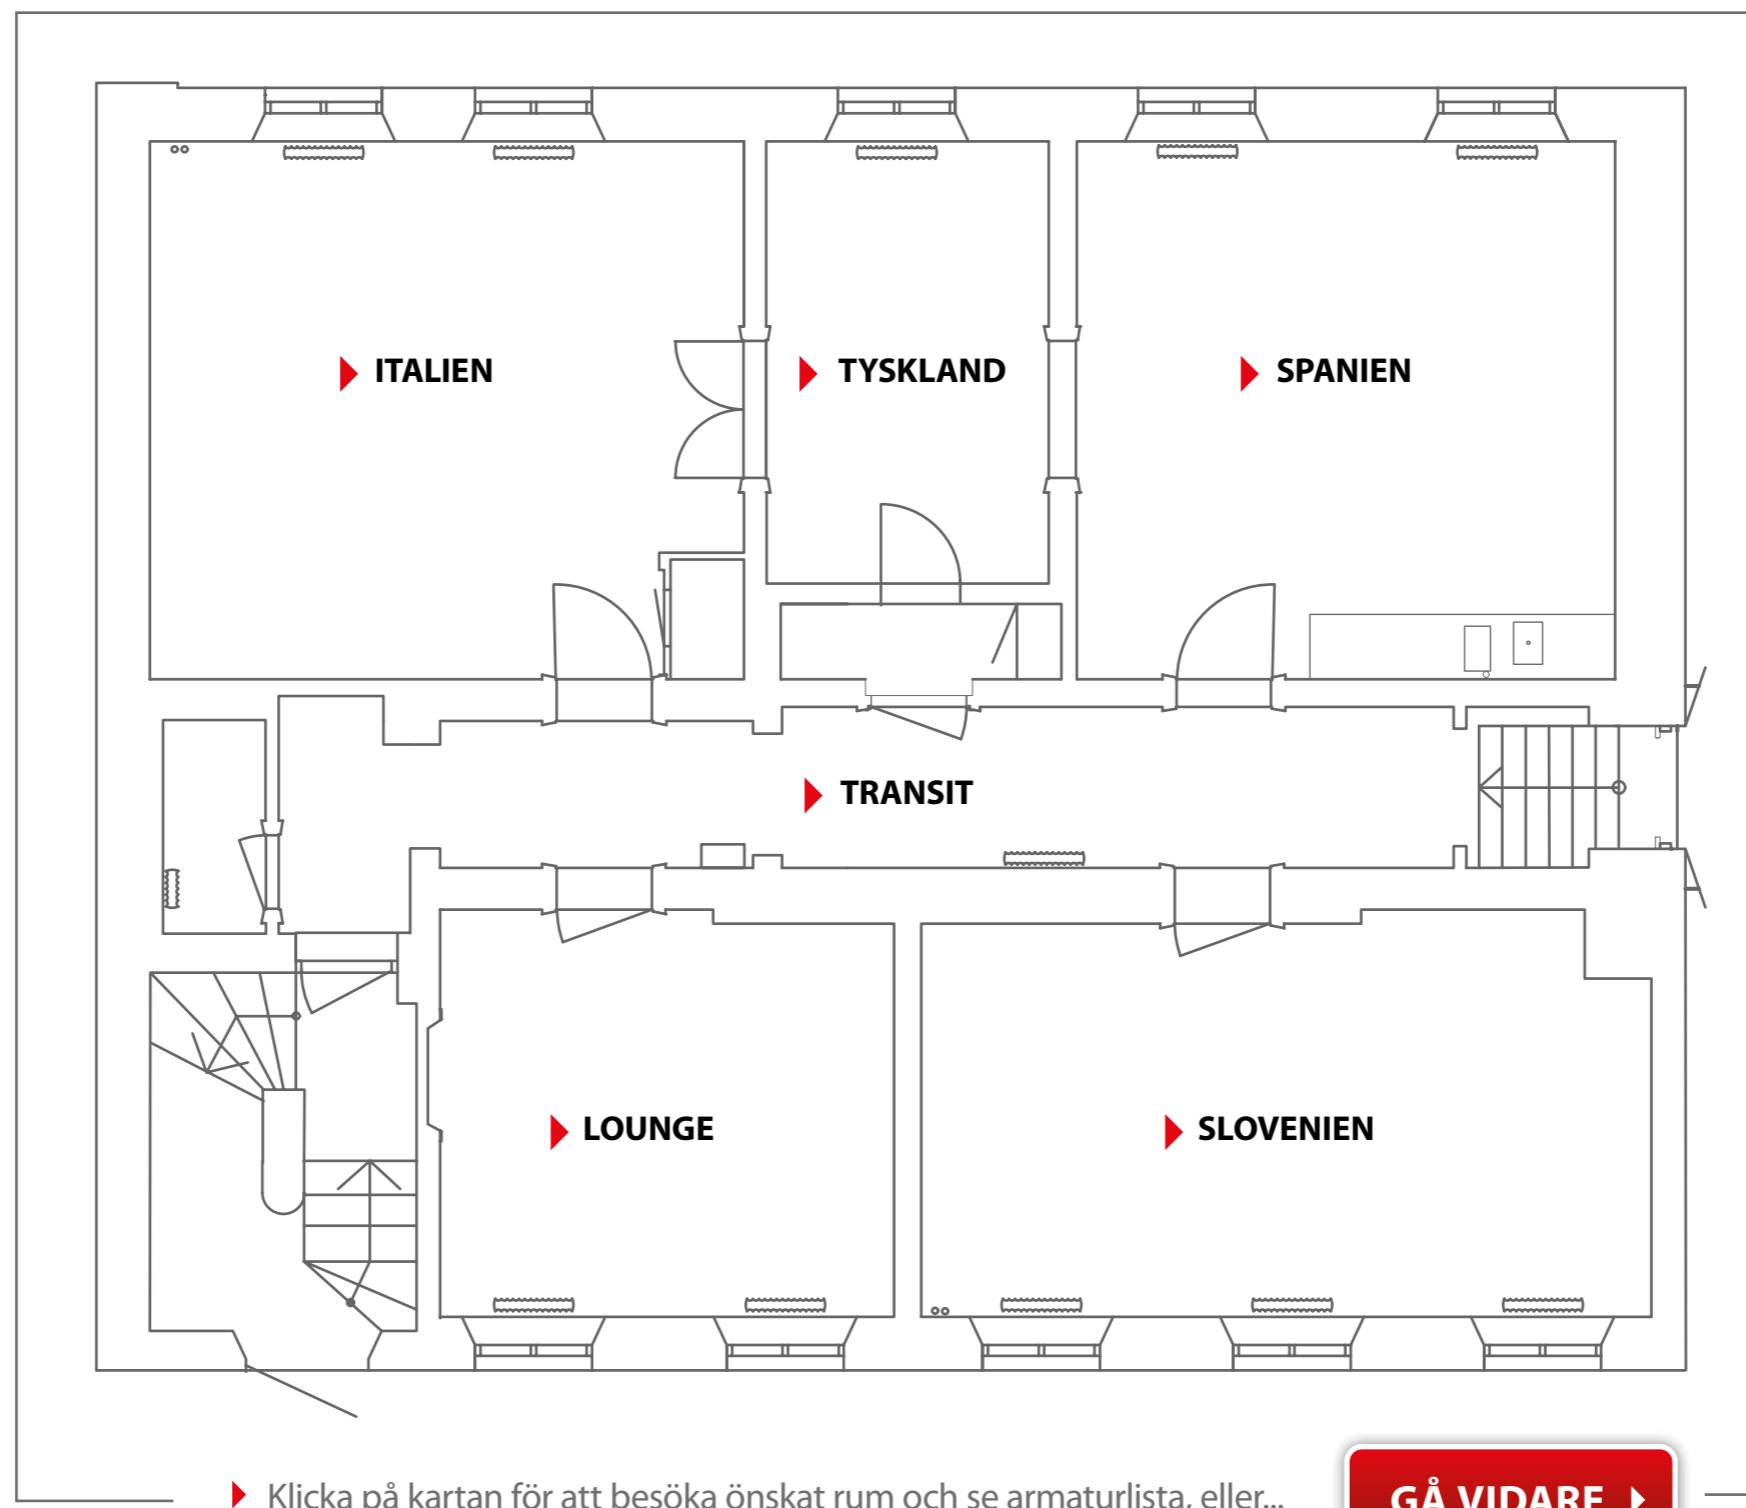 ITALIEN
TYSKLAND
SPANIEN
TRANSIT
LOUNGE
SLOVENIEN
Klicka på kartan för att besöka önskat rum och se armaturlista, eller...
GÅ VIDARE